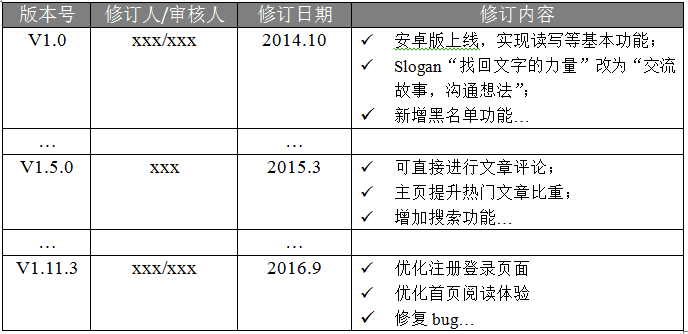 版本号 修订人/审核人 修订日期 修订内容
V1.0 xxx/xxx 2014.10 ✓ 安卓版上线，实现读写等基本功能；
✓ Slogan“找回文字的力量”改为“交流
故事，沟通想法”；
✓ 新增黑名单功能…
… …
V1.5.0 xxx 2015.3 ✓ 可直接进行文章评论；
✓ 主页提升热门文章比重；
✓ 增加搜索功能…
… …
V1.11.3 xxx/xxx 2016.9 ✓ 优化注册登录页面
✓ 优化首页阅读体验
✓ 修复 bug…